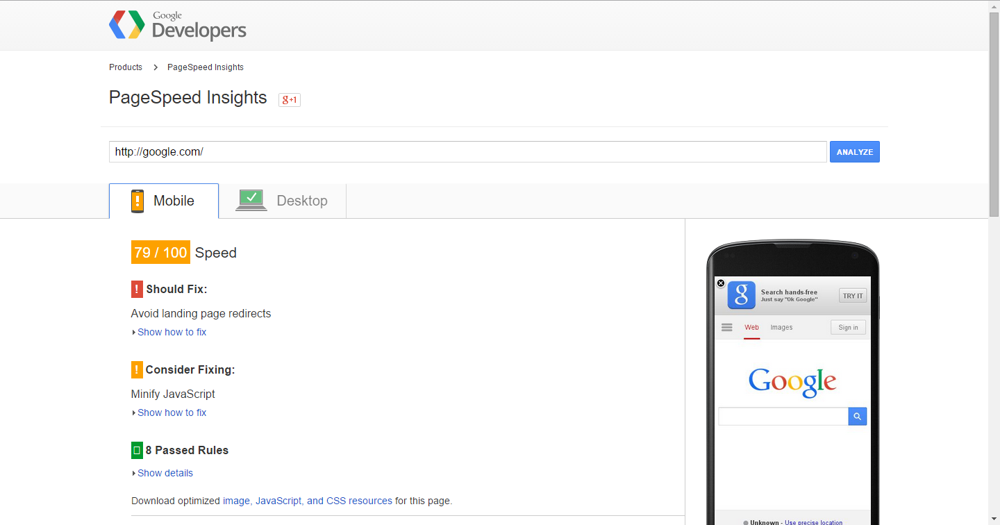 Google
Developers
Products > PageSpeed Insights
PageSpeed Insights
g+1
http://google.com/
ANALYZE
Mobile
Desktop
79 / 100 Speed
! Should Fix:
Avoid landing page redirects
Show how to fix
! Consider Fixing:
Minify JavaScript
Show how to fix
8 Passed Rules
Show details
Download optimized image, JavaScript, and CSS resources for this page.
g
Search hands-free
Just say "Ok Google"
TRY IT
Web
Images
Sign in
Google
Unknown - Use precise location